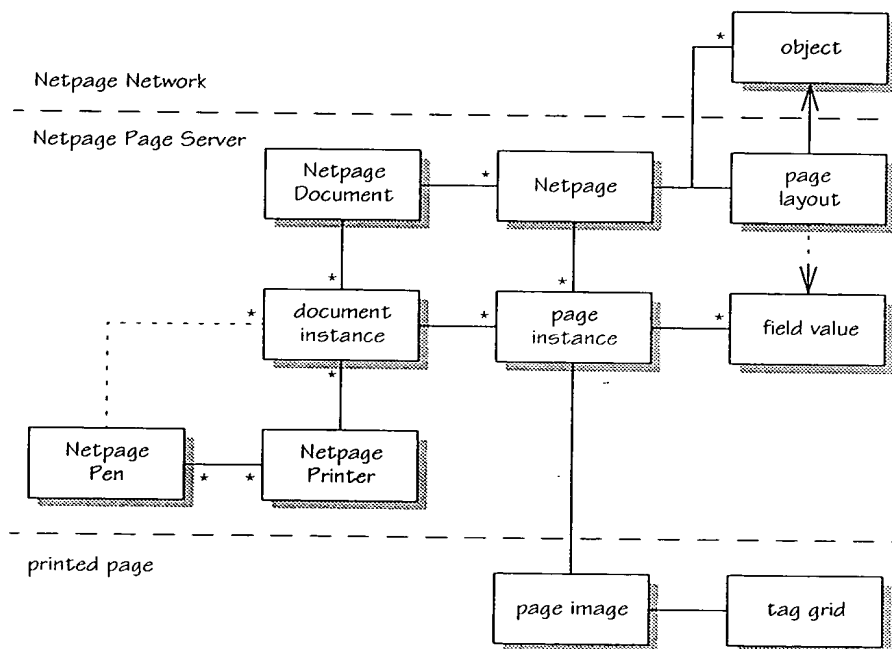 *
object
Netpage Network
Netpage Page Server
Netpage
Document
*
Netpage
page
layout
*
*
*
document
instance
*
page
instance
*
field value
*
Netpage
Pen
*
*
Netpage
Printer
printed page
page image
tag grid